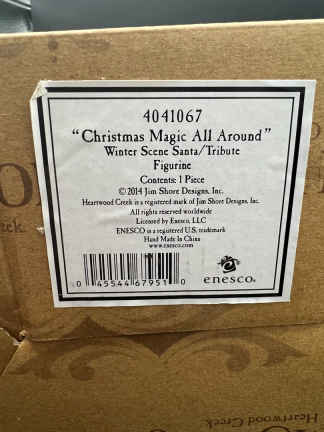 4041067
"Christmas Magic All Around"
Winter Scene Santa/Tribute
Figurine
Contents: 1 Piece
© 2014 Jim Shore Designs, Inc.
Heartwood Creek is a registered mark of Jim Shore Designs, Inc.
All rights reserved worldwide
Licensed by Enesco, LLC
ENESCO is a registered U.S. trademark
Hand Made In China
www.enesco.com
0 45544 67951 0
enesco.
Heartwood Creek